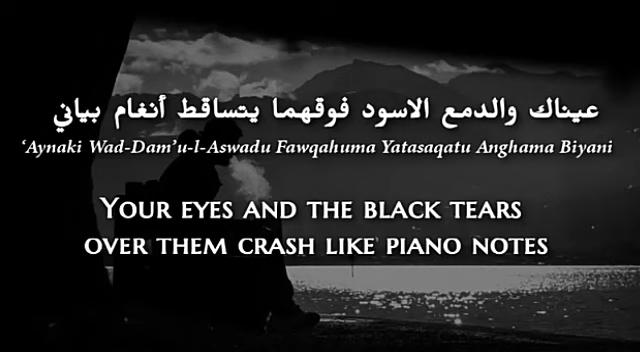 عيناك والدمع الاسود فوقهما يتساقط أنغام بياني
‘Aynaki Wad-Dam’u-l-Aswadu Fawqahuma Yatasaqatu Anghama Biyani
Your eyes and the black tears
over them crash like piano notes